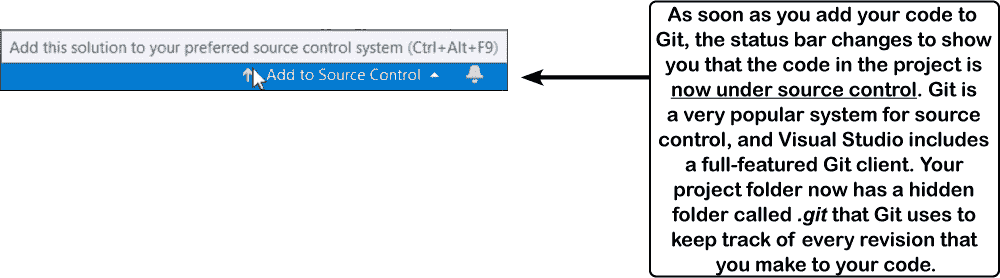 Add this solution to your preferred source control system (Ctrl+Alt+F9)
Add to Source Control
As soon as you add your code to
Git, the status bar changes to show
you that the code in the project is
now under source control. Git is
a very popular system for source
control, and Visual Studio includes
a full-featured Git client. Your
project folder now has a hidden
folder called .git that Git uses to
keep track of every revision that
you make to your code.